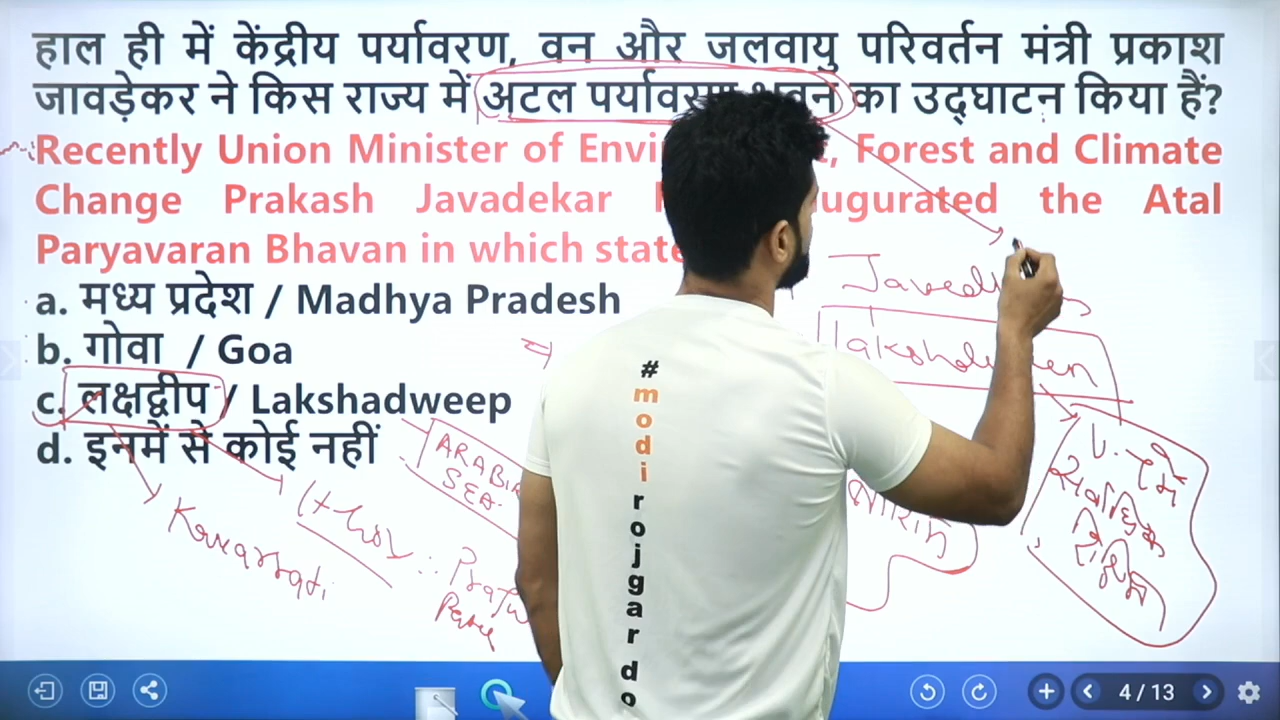 हाल ही में केंद्रीय पर्यावरण, वन और जलवायु परिवर्तन मंत्री प्रकाश
जावड़ेकर ने किस राज्य में अटल पर्यावरण भवन का उद्घाटन किया हैं?
Recently Union Minister of Envi , Forest and Climate
Change Prakash Javadekar ugurated the Atal
Paryavaran Bhavan in which state
a. मध्य प्रदेश / Madhya Pradesh
b. गोवा / Goa
c. लक्षद्वीप / Lakshadweep
d. इनमें से कोई नहीं
ARABI
SEA
#modi rojgar do
4 / 13